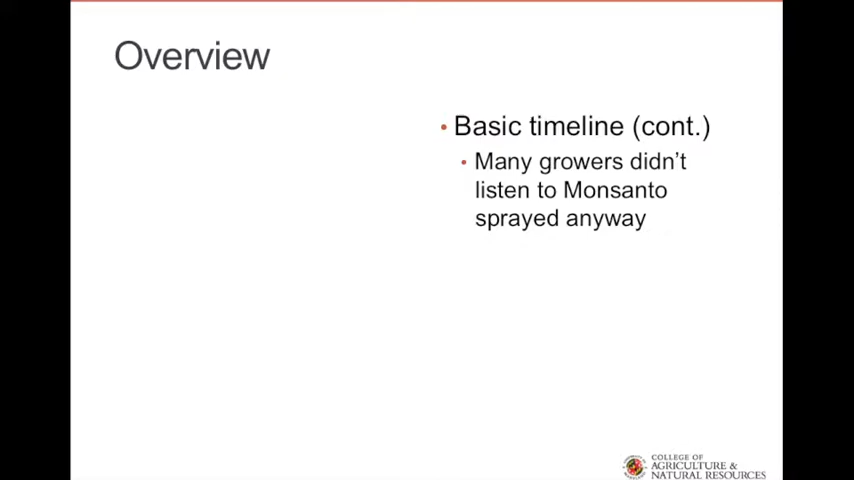 Overview
• Basic timeline (cont.)
• Many growers didn't
listen to Monsanto
sprayed anyway
COLLEGE OF
AGRICULTURE &
NATURAL RESOURCES